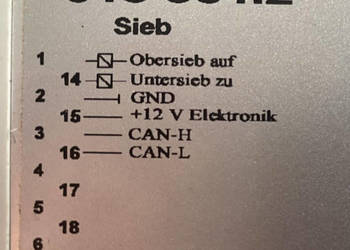 Sieb
1 Obersieb auf
14 Untersieb zu
2 GND
15 +12 V Elektronik
3 CAN-H
16 CAN-L
4
17
5
18
6